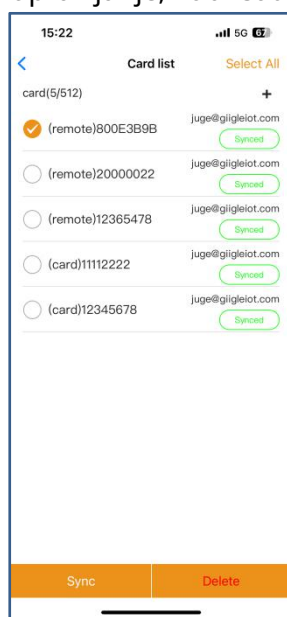 15:22 5G 67
Card list Select All
card(5/512) +
(remote)800E3B9B juge@giigleiot.com
Synced
(remote)20000022 juge@giigleiot.com
Synced
(remote)12365478 juge@giigleiot.com
Synced
(card)11112222 juge@giigleiot.com
Synced
(card)12345678 juge@giigleiot.com
Synced
Sync Delete